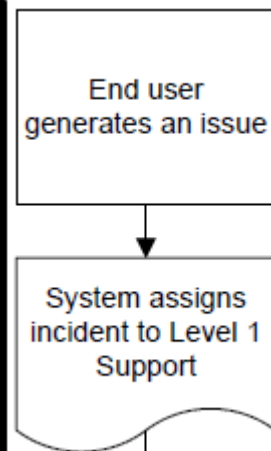 End user
generates an issue
System assigns
incident to Level 1
Support